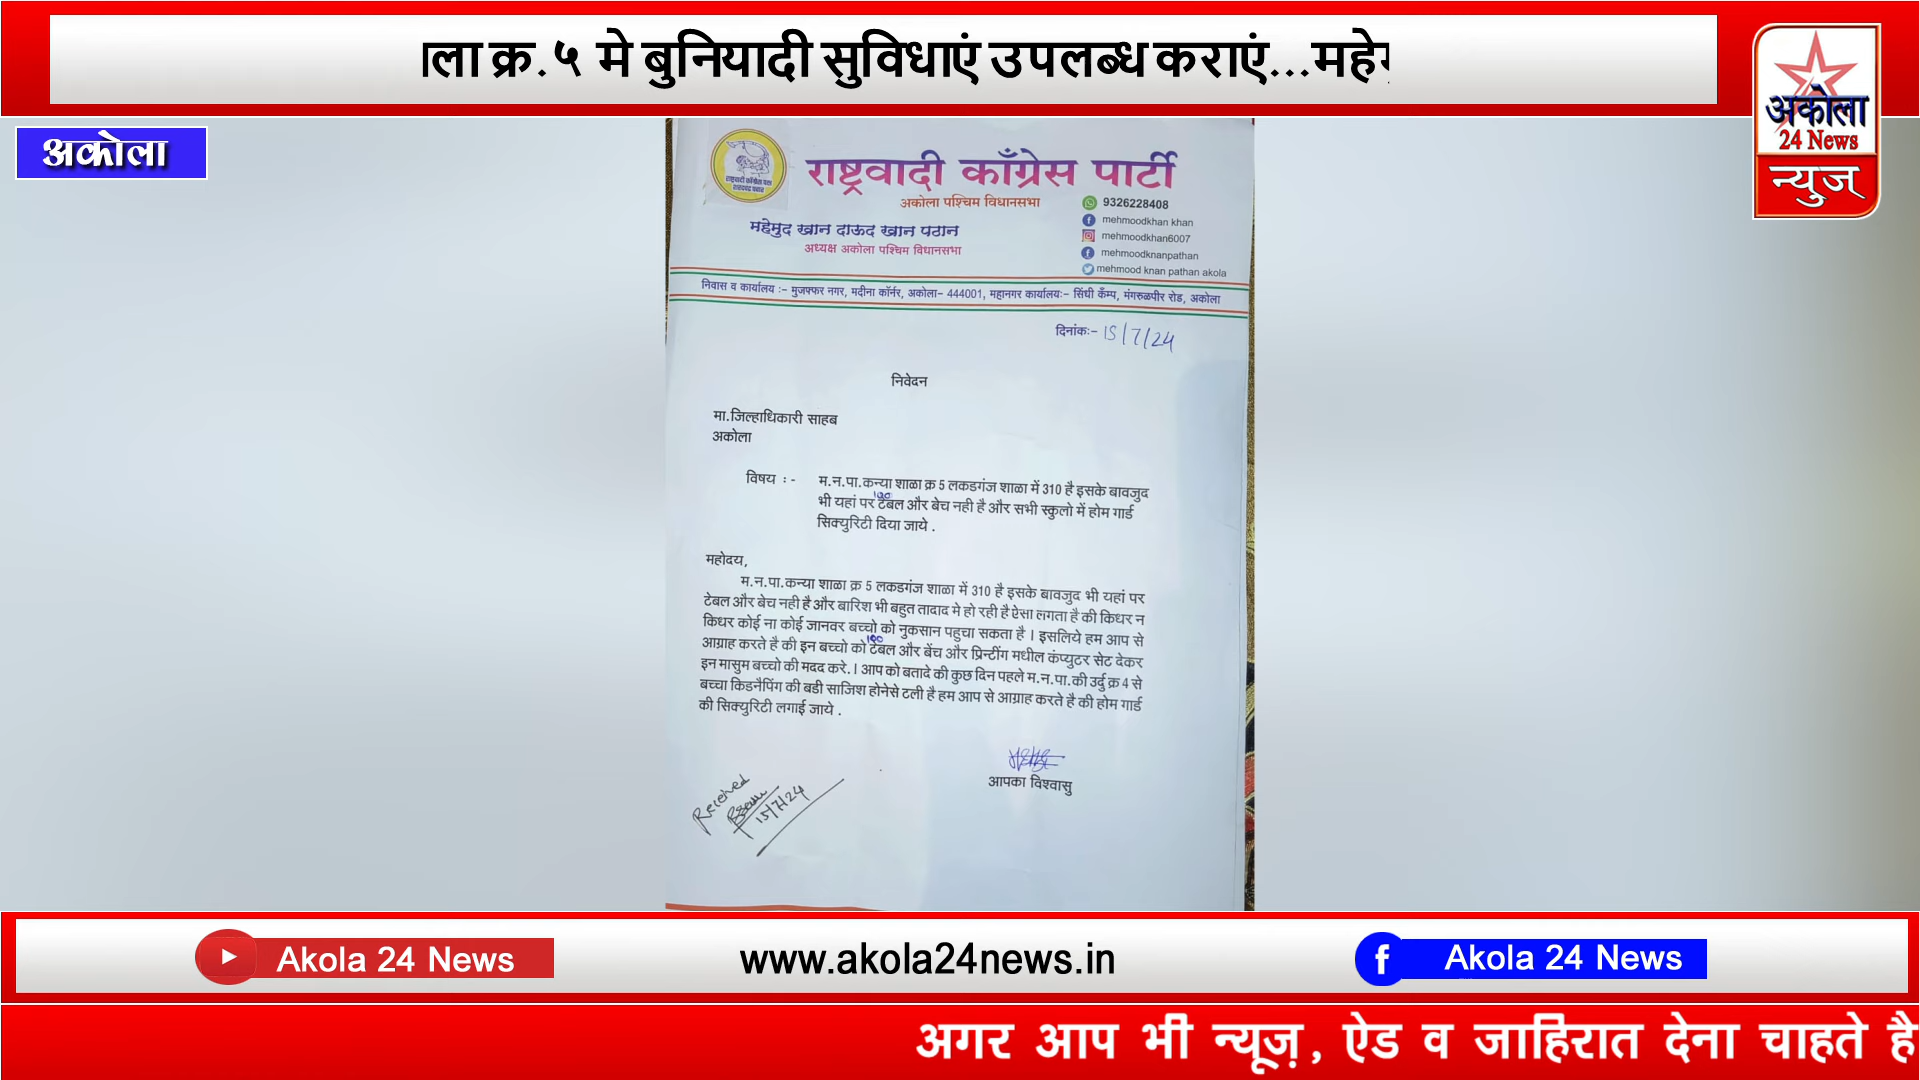 ला क्र.५ मे बुनियादी सुविधाएं उपलब्ध कराएं...महे
अकोला
24 News
न्युज्
अकोला
राष्ट्रवादी काँग्रेस पार्टी
अकोला पश्चिम विधानसभा
महेमुद खान दाऊद खान पठान
अध्यक्ष अकोला पश्चिम विधानसभा
9326228408
mehmoodkhan khan
mehmoodkhan6007
mehmoodknanpathan
mehmood knan pathan akola
निवास व कार्यालय :- मुजफ्फर नगर, मदीना कॉर्नर, अकोला- 444001, महानगर कार्यालयः- सिंधी कॅम्प, मंगरुळपीर रोड, अकोला
दिनांकः- 15/7/24
निवेदन
मा.जिल्हाधिकारी साहब
अकोला
विषय :- म.न.पा.कन्या शाळा क्र 5 लकडगंज शाळा में 310 है इसके बावजुद
100
भी यहां पर टेबल और बेच नही है और सभी स्कुलो में होम गार्ड
सिक्युरिटी दिया जाये .
महोदय,
म.न.पा.कन्या शाळा क्र 5 लकडगंज शाळा में 310 है इसके बावजुद भी यहां पर
टेबल और बेच नही है और बारिश भी बहुत तादाद मे हो रही है ऐसा लगता है की किधर न
किधर कोई ना कोई जानवर बच्चो को नुकसान पहुचा सकता है । इसलिये हम आप से
100
आग्राह करते है की इन बच्चो को टेबल और बेंच और प्रिन्टींग मधील कंप्युटर सेट देकर
इन मासुम बच्चो की मदद करे.। आप को बतादे की कुछ दिन पहले म.न.पा.की उर्दु क्र 4 से
बच्चा किडनैपिंग की बडी साजिश होनेसे टली है हम आप से आग्राह करते है की होम गार्ड
की सिक्युरिटी लगाई जाये .
आपका विश्वासु
Received
15/7/24
Akola 24 News
www.akola24news.in
Akola 24 News
अगर आप भी न्यूज़, ऐड व जाहिरात देना चाहते है